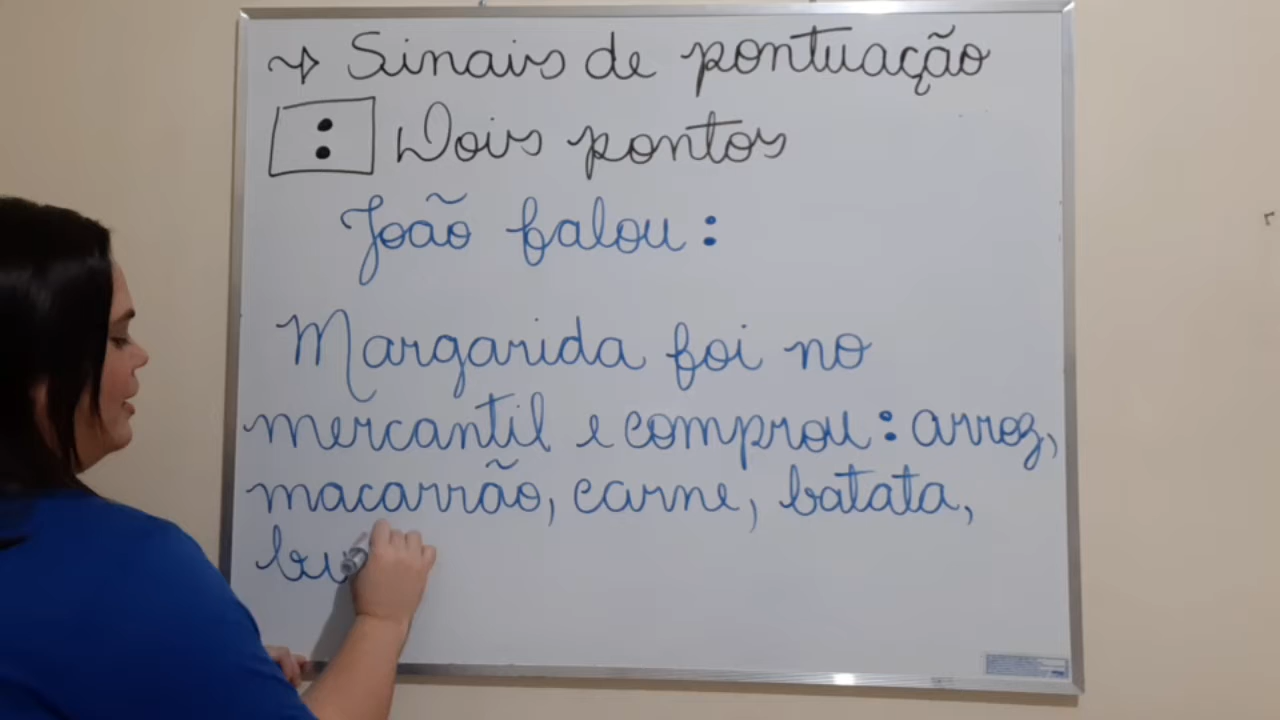 → Sinais de pontuação
: Dois pontos
João falou:
Margarida foi no
mercantil e comprou: arroz,
macarrão, carne, batata,